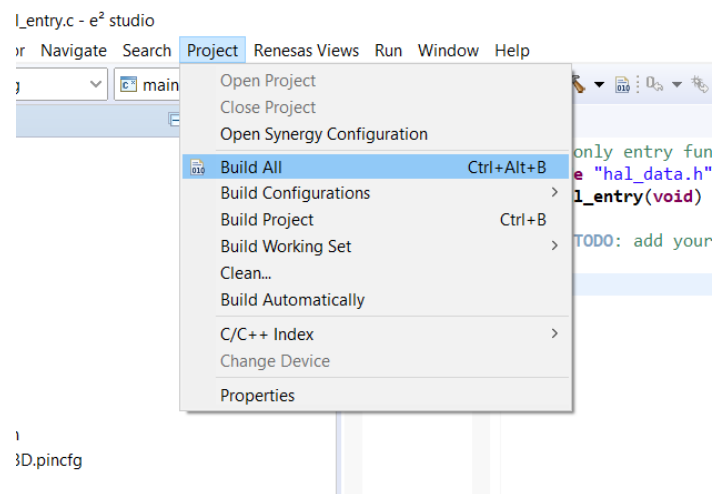 l_entry.c - e² studio
or Navigate Search Project Renesas Views Run Window Help
main
Open Project
Close Project
Open Synergy Configuration
Build All Ctrl+Alt+B
Build Configurations
Build Project Ctrl+B
Build Working Set
Clean...
Build Automatically
C/C++ Index
Change Device
Properties
only entry fun
e "hal_data.h"
l_entry(void)
TODO: add your
3D.pincfg